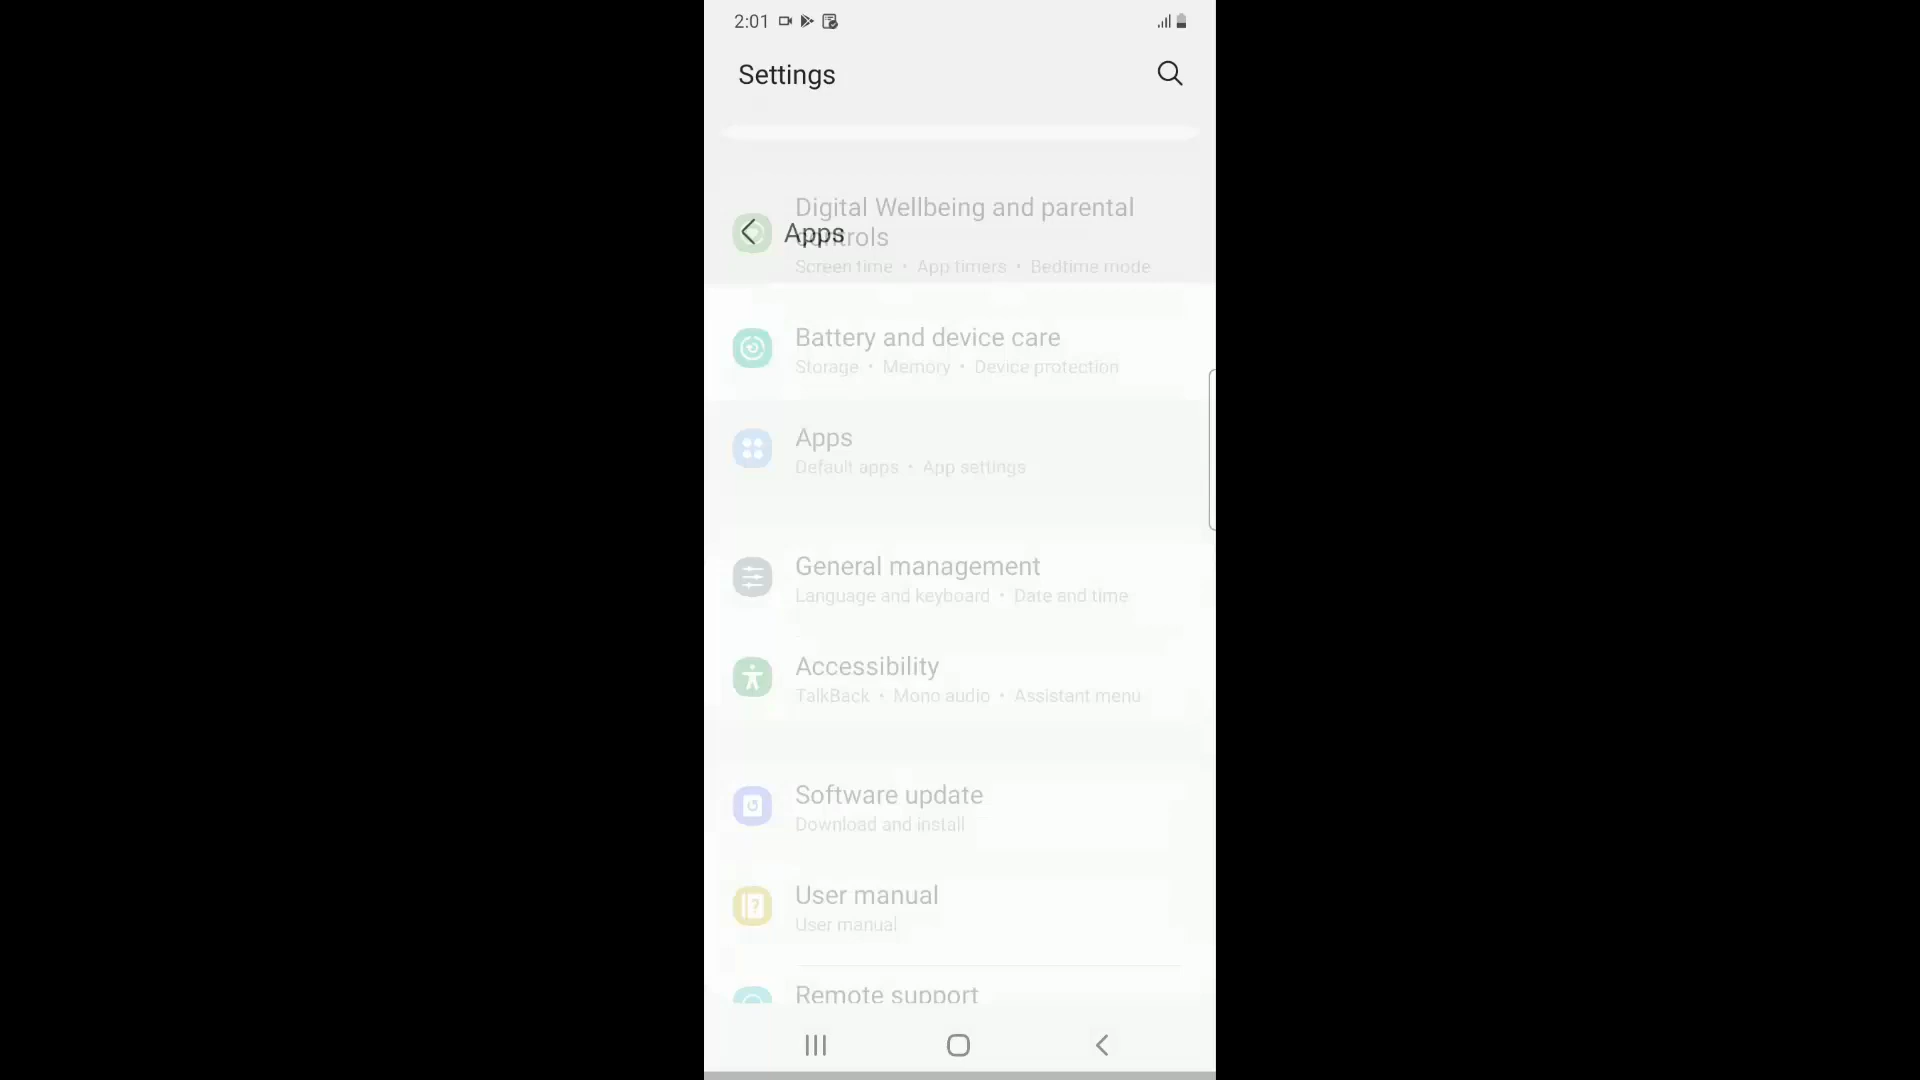 2:01
Settings
Digital Wellbeing and parental
controls
Apps
Screen time • App timers • Bedtime mode
Battery and device care
Storage • Memory • Device protection
Apps
Default apps • App settings
General management
Language and keyboard • Date and time
Accessibility
TalkBack • Mono audio • Assistant menu
Software update
Download and install
User manual
User manual
Remote support